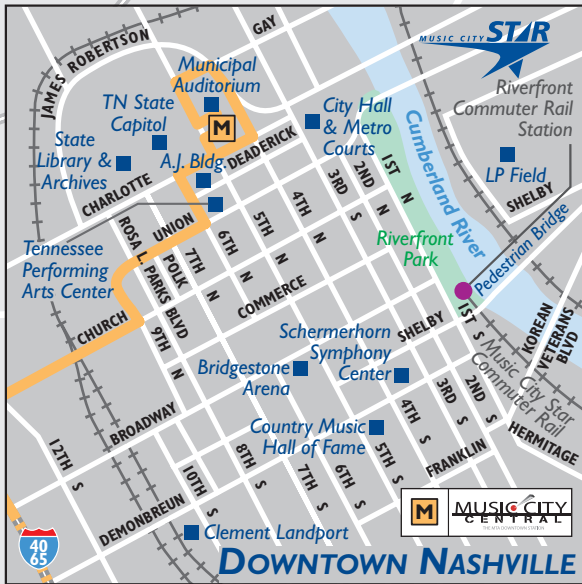 GAY
JAMES ROBERTSON
MUSIC CITY STAR
Municipal
Auditorium
Riverfront
Commuter Rail
Station
TN State
Capitol
M
City Hall
& Metro
Courts
State
Library &
Archives
DEADERICK
A.J. Bldg.
CHARLOTTE
1ST N
2ND N
3RD S
4TH N
5TH N
6TH N
7TH N
POLK
ROSA L. PARKS BLVD
9TH N
Cumberland River
LP Field
SHELBY
Pedestrian Bridge
UNION
Riverfront
Park
Tennessee
Performing
Arts Center
COMMERCE
CHURCH
SHELBY
1ST S
KOREAN
VETERANS
BLVD
Schermerhorn
Symphony
Center
Music City Star
Commuter Rail
Bridgestone
Arena
BROADWAY
2ND S
3RD S
4TH S
5TH S
6TH S
7TH S
8TH S
10TH S
12TH S
HERMITAGE
Country Music
Hall of Fame
FRANKLIN
DEMONBREUN
Clement Landport
M
MUSIC CITY
CENTRAL
THE MTA DOWNTOWN STATION
40
65
DOWNTOWN NASHVILLE